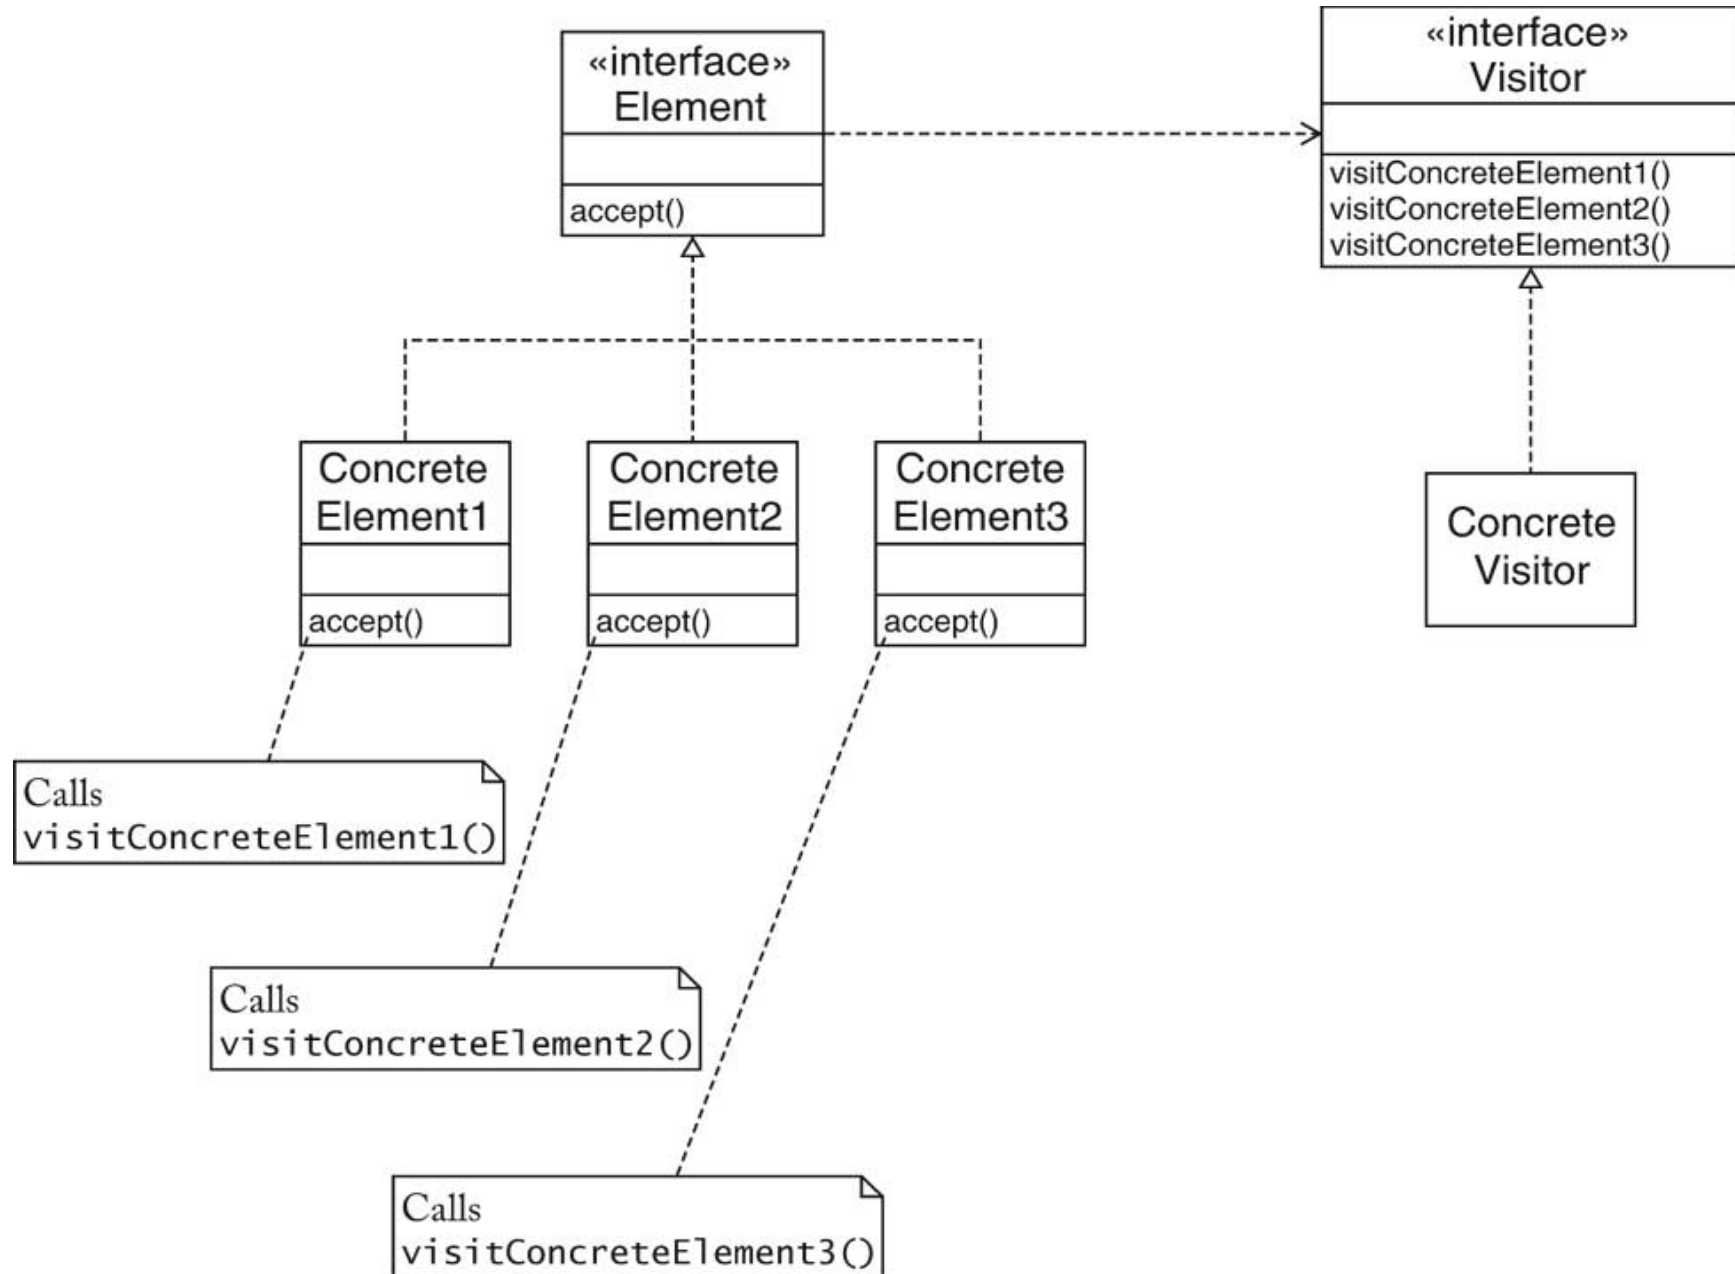 «interface»
Element
accept()
«interface»
Visitor
visitConcreteElement1()
visitConcreteElement2()
visitConcreteElement3()
Concrete
Element1
accept()
Concrete
Element2
accept()
Concrete
Element3
accept()
Concrete
Visitor
Calls
visitConcreteElement1()
Calls
visitConcreteElement2()
Calls
visitConcreteElement3()